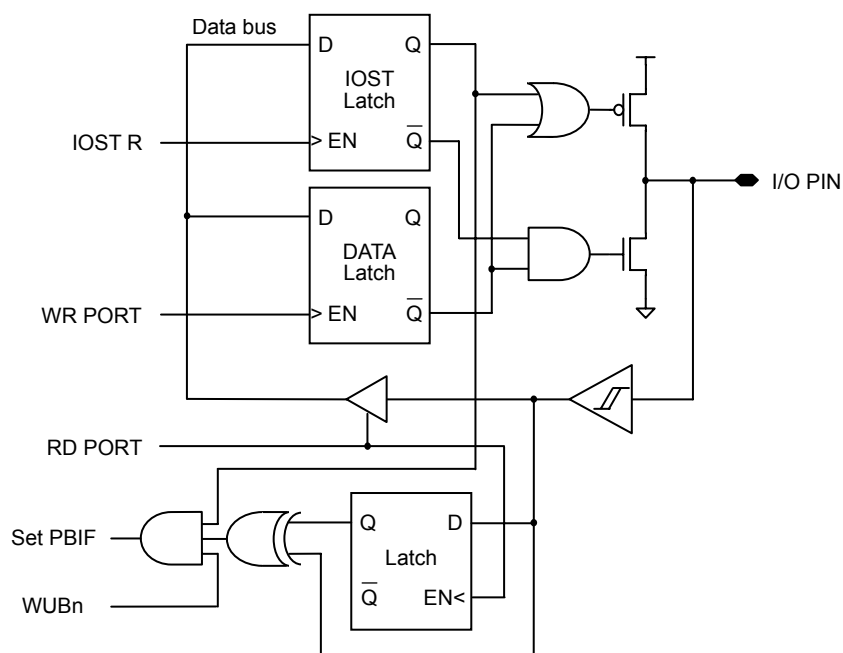 Data bus
D
Q
IOST
Latch
IOST R
> EN
Q̅
I/O PIN
D
Q
DATA
Latch
WR PORT
> EN
Q̅
RD PORT
Q
D
Set PBIF
Latch
Q̅
EN<
WUBn